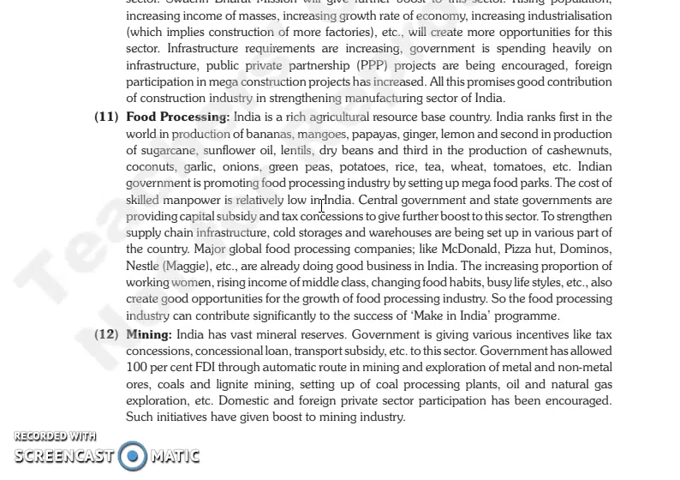 sector. Swachh Bharat Mission will give further boost to this sector. Rising population,
increasing income of masses, increasing growth rate of economy, increasing industrialisation
(which implies construction of more factories), etc., will create more opportunities for this
sector. Infrastructure requirements are increasing, government is spending heavily on
infrastructure, public private partnership (PPP) projects are being encouraged, foreign
participation in mega construction projects has increased. All this promises good contribution
of construction industry in strengthening manufacturing sector of India.
(11) Food Processing: India is a rich agricultural resource base country. India ranks first in the
world in production of bananas, mangoes, papayas, ginger, lemon and second in production
of sugarcane, sunflower oil, lentils, dry beans and third in the production of cashewnuts,
coconuts, garlic, onions, green peas, potatoes, rice, tea, wheat, tomatoes, etc. Indian
government is promoting food processing industry by setting up mega food parks. The cost of
skilled manpower is relatively low in India. Central government and state governments are
providing capital subsidy and tax concessions to give further boost to this sector. To strengthen
supply chain infrastructure, cold storages and warehouses are being set up in various part of
the country. Major global food processing companies; like McDonald, Pizza hut, Dominos,
Nestle (Maggie), etc., are already doing good business in India. The increasing proportion of
working women, rising income of middle class, changing food habits, busy life styles, etc., also
create good opportunities for the growth of food processing industry. So the food processing
industry can contribute significantly to the success of 'Make in India' programme.
(12) Mining: India has vast mineral reserves. Government is giving various incentives like tax
concessions, concessional loan, transport subsidy, etc. to this sector. Government has allowed
100 per cent FDI through automatic route in mining and exploration of metal and non-metal
ores, coals and lignite mining, setting up of coal processing plants, oil and natural gas
exploration, etc. Domestic and foreign private sector participation has been encouraged.
Such initiatives have given boost to mining industry.
RECORDED WITH
SCREENCAST MATIC